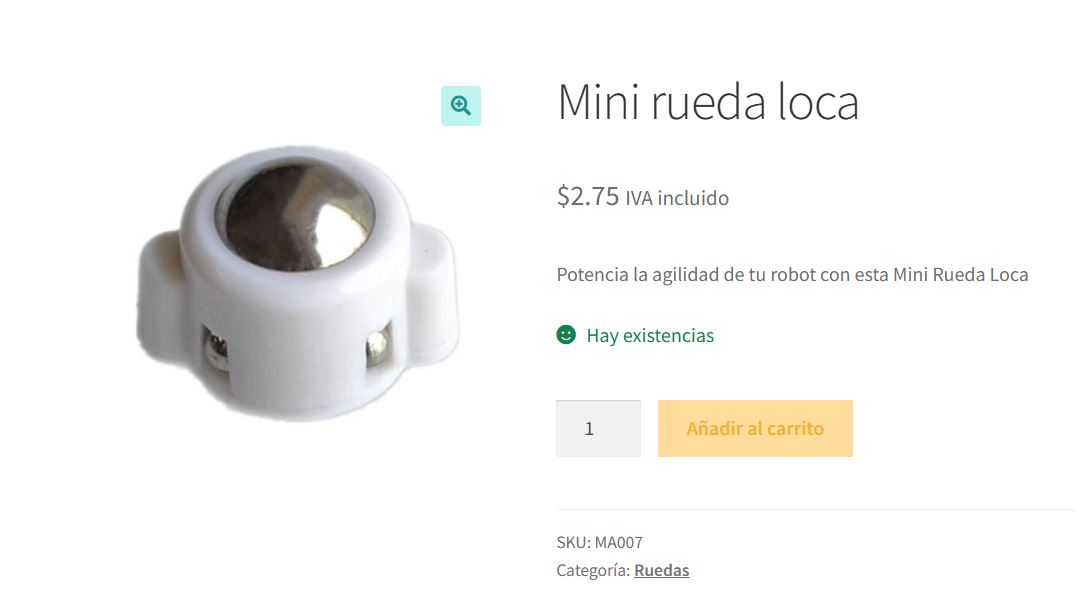 Mini rueda loca
$2.75 IVA incluido
Potencia la agilidad de tu robot con esta Mini Rueda Loca
Hay existencias
1
Añadir al carrito
SKU: MA007
Categoría: Ruedas